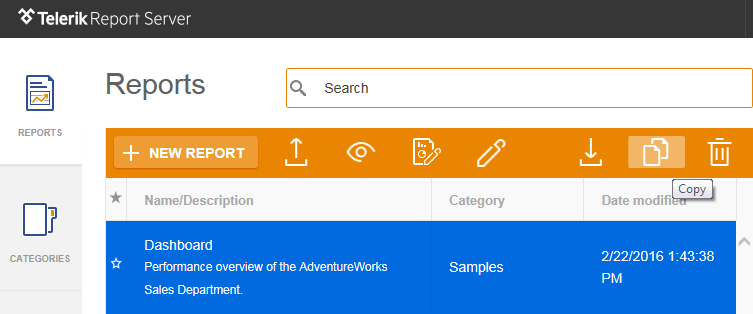 Telerik Report Server
Reports
Search
REPORTS
+ NEW REPORT
Copy
Name/Description
Category
Date modified
CATEGORIES
Dashboard
Performance overview of the AdventureWorks
Sales Department.
Samples
2/22/2016 1:43:38
PM